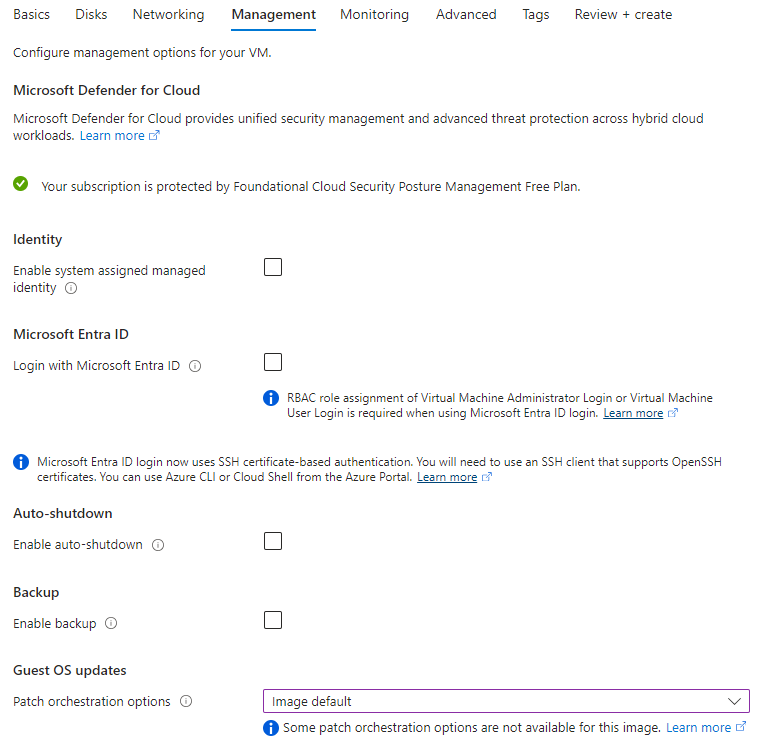 Basics Disks Networking Management Monitoring Advanced Tags Review + create
Configure management options for your VM.
Microsoft Defender for Cloud
Microsoft Defender for Cloud provides unified security management and advanced threat protection across hybrid cloud
workloads. Learn more
Your subscription is protected by Foundational Cloud Security Posture Management Free Plan.
Identity
Enable system assigned managed
identity
Microsoft Entra ID
Login with Microsoft Entra ID
RBAC role assignment of Virtual Machine Administrator Login or Virtual Machine
User Login is required when using Microsoft Entra ID login. Learn more
Microsoft Entra ID login now uses SSH certificate-based authentication. You will need to use an SSH client that supports OpenSSH
certificates. You can use Azure CLI or Cloud Shell from the Azure Portal. Learn more
Auto-shutdown
Enable auto-shutdown
Backup
Enable backup
Guest OS updates
Patch orchestration options Image default
Some patch orchestration options are not available for this image. Learn more